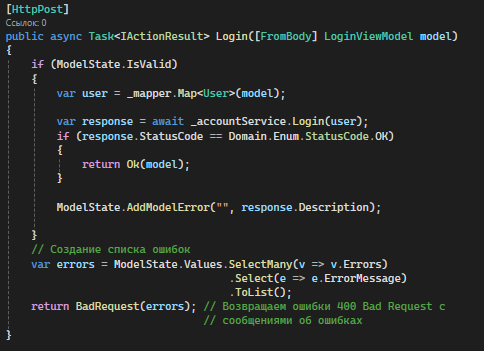 [HttpPost]
Ссылок: 0
public async Task<IActionResult> Login([FromBody] LoginViewModel model)
{
    if (ModelState.IsValid)
    {
        var user = _mapper.Map<User>(model);

        var response = await _accountService.Login(user);
        if (response.StatusCode == Domain.Enum.StatusCode.OK)
        {
            return Ok(model);
        }

        ModelState.AddModelError("", response.Description);

    }
    // Создание списка ошибок
    var errors = ModelState.Values.SelectMany(v => v.Errors)
                                  .Select(e => e.ErrorMessage)
                                  .ToList();
    return BadRequest(errors); // Возвращаем ошибки 400 Bad Request с
                               // сообщениями об ошибках
}